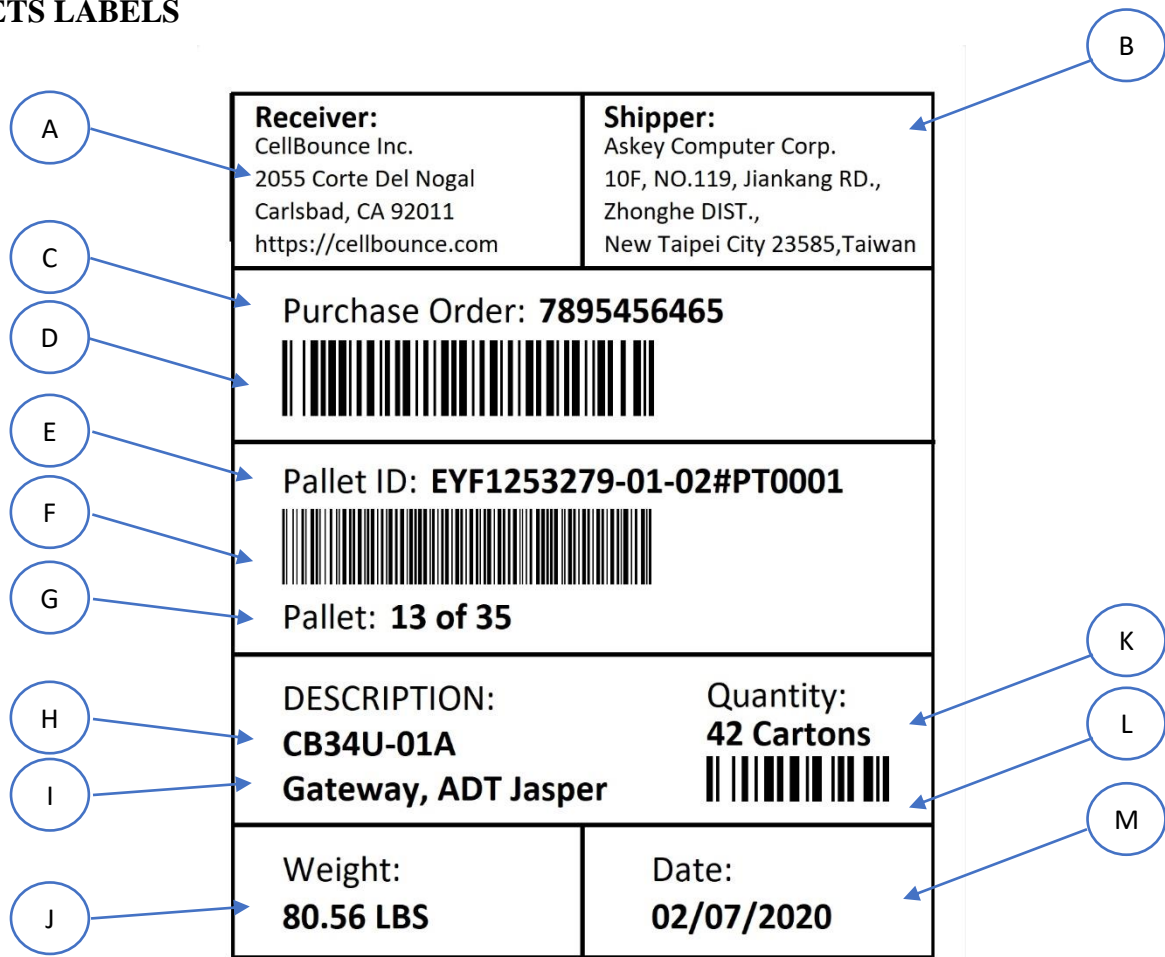 ETS LABELS
B
A
Receiver:
CellBounce Inc.
2055 Corte Del Nogal
Carlsbad, CA 92011
https://cellbounce.com
Shipper:
Askey Computer Corp.
10F, NO.119, Jiankang RD.,
Zhonghe DIST.,
New Taipei City 23585,Taiwan
C
Purchase Order: 7895456465
D
E
Pallet ID: EYF1253279-01-02#PT0001
F
G
Pallet: 13 of 35
K
H
DESCRIPTION:
CB34U-01A
I
Gateway, ADT Jasper
Quantity:
42 Cartons
L
M
J
Weight:
80.56 LBS
Date:
02/07/2020